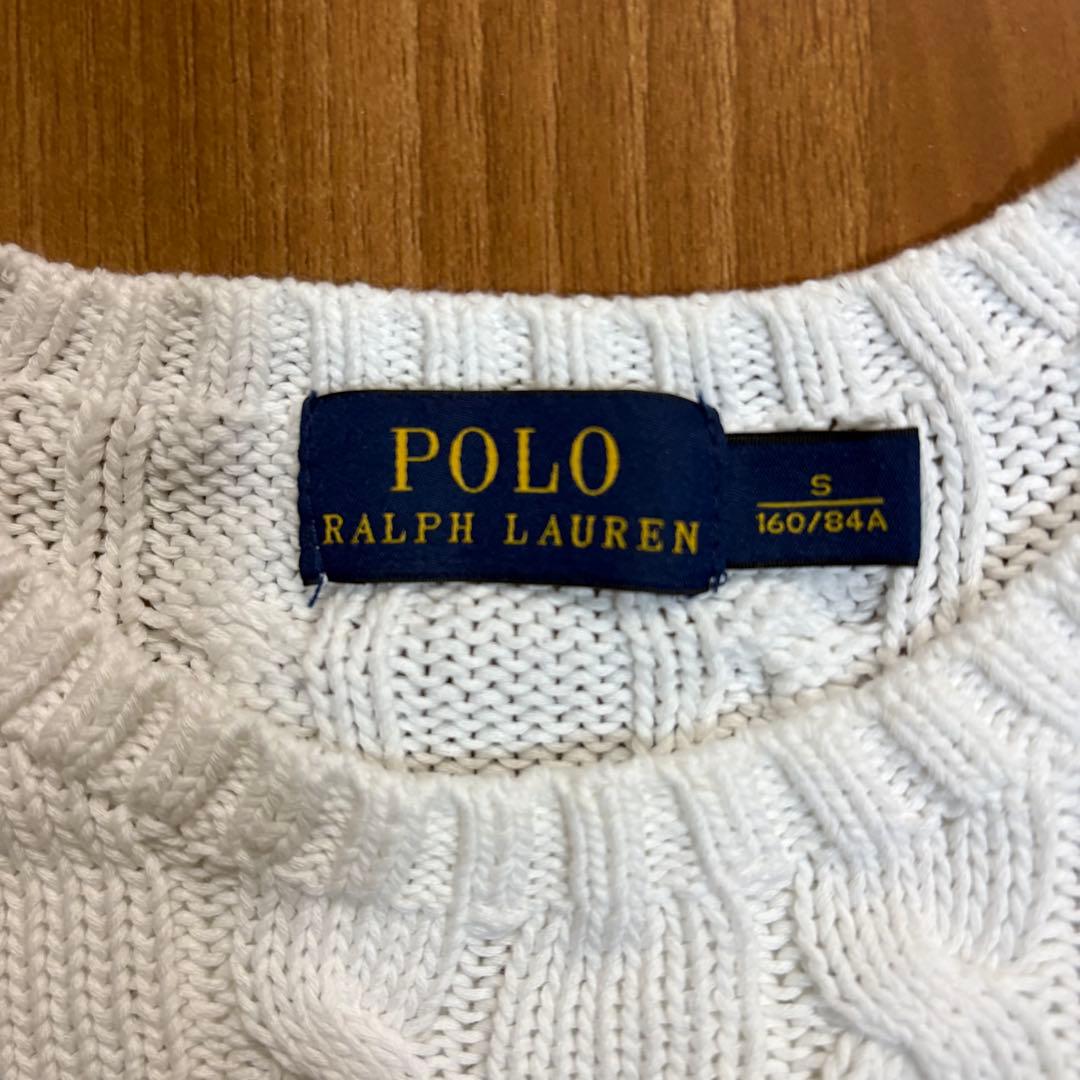 POLO
RALPH LAUREN
S
160/84A